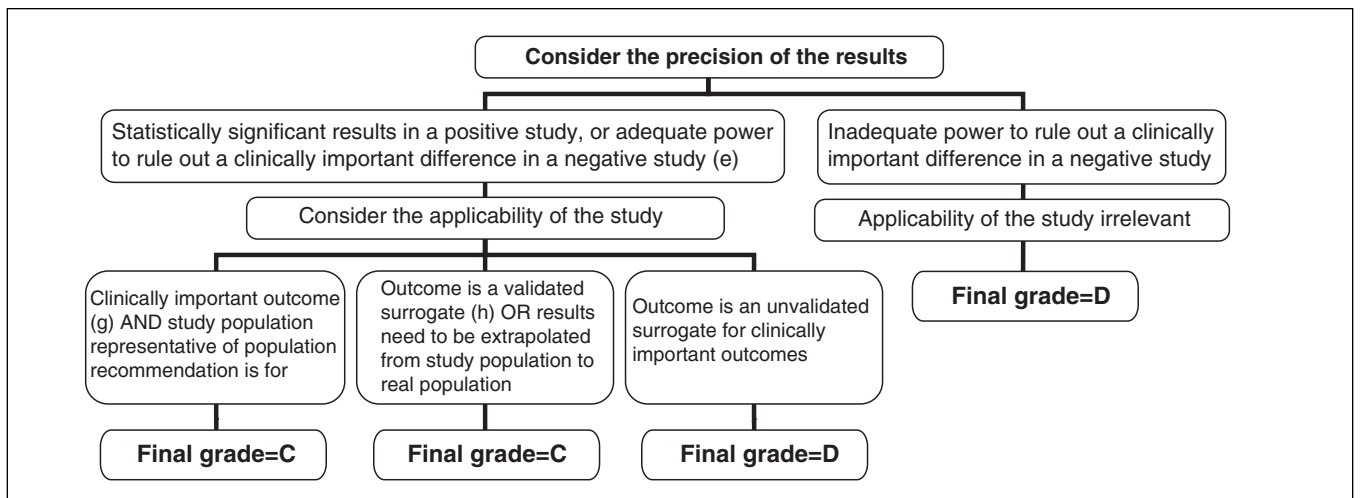 Consider the precision of the results
Statistically significant results in a positive study, or adequate power
to rule out a clinically important difference in a negative study (e)
Inadequate power to rule out a clinically
important difference in a negative study
Consider the applicability of the study
Applicability of the study irrelevant
Final grade=D
Clinically important outcome
(g) AND study population
representative of population
recommendation is for
Outcome is a validated
surrogate (h) OR results
need to be extrapolated
from study population to
real population
Outcome is an unvalidated
surrogate for clinically
important outcomes
Final grade=C
Final grade=C
Final grade=D